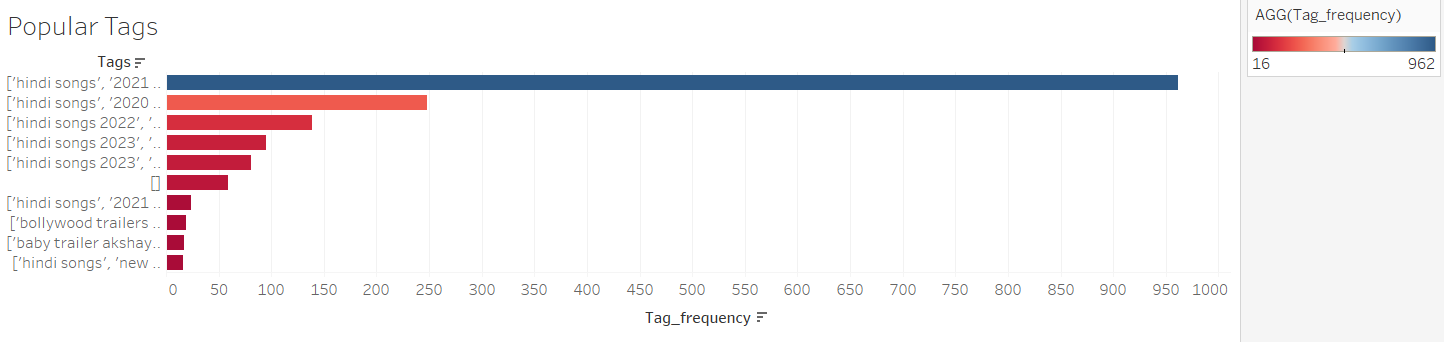 Popular Tags
Tags
['hindi songs', '2021 ..
['hindi songs', '2020 ..
['hindi songs 2022', '..
['hindi songs 2023', '..
['hindi songs 2023', '..
[]
['hindi songs', '2021 ..
['bollywood trailers ..
['baby trailer akshay..
['hindi songs', 'new ..
0 50 100 150 200 250 300 350 400 450 500 550 600 650 700 750 800 850 900 950 1000
Tag_frequency
AGG(Tag_frequency)
16 962